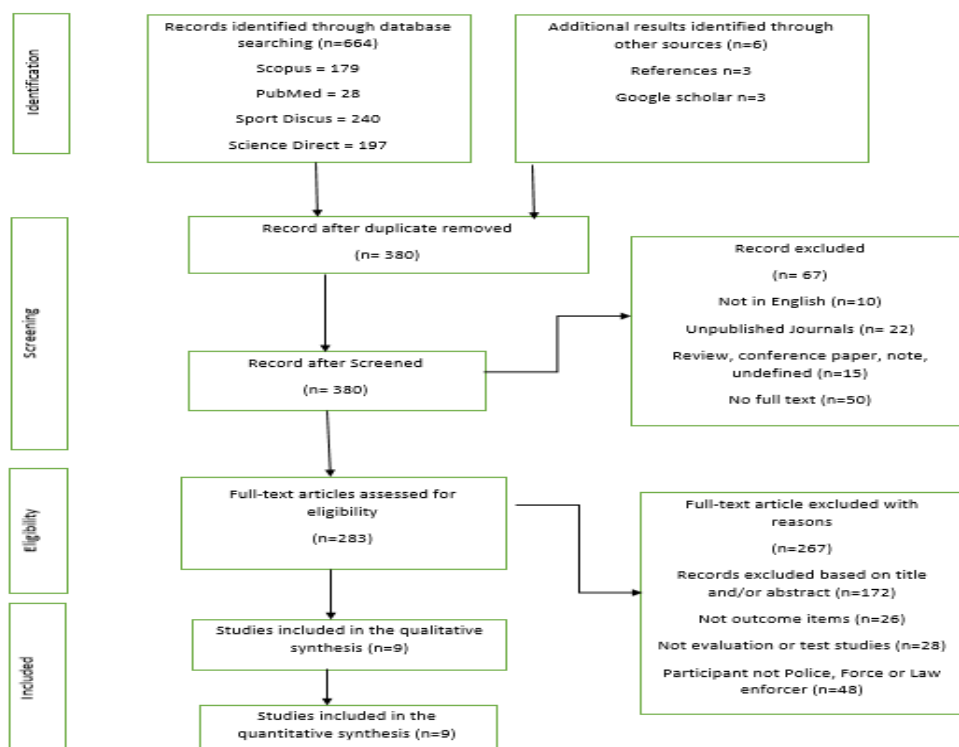 Identification
Records identified through database
searching (n=664)
Scopus = 179
PubMed = 28
Sport Discus = 240
Science Direct = 197
Additional results identified through
other sources (n=6)
References n=3
Google scholar n=3
Screening
Record after duplicate removed
(n= 380)
Record after Screened
(n= 380)
Record excluded
(n= 67)
Not in English (n=10)
Unpublished Journals (n= 22)
Review, conference paper, note,
undefined (n=15)
No full text (n=50)
Eligibility
Full-text articles assessed for
eligibility
(n=283)
Full-text article excluded with
reasons
(n=267)
Records excluded based on title
and/or abstract (n=172)
Not outcome items (n=26)
Not evaluation or test studies (n=28)
Participant not Police, Force or Law
enforcer (n=48)
Included
Studies included in the qualitative
synthesis (n=9)
Studies included in the
quantitative synthesis (n=9)